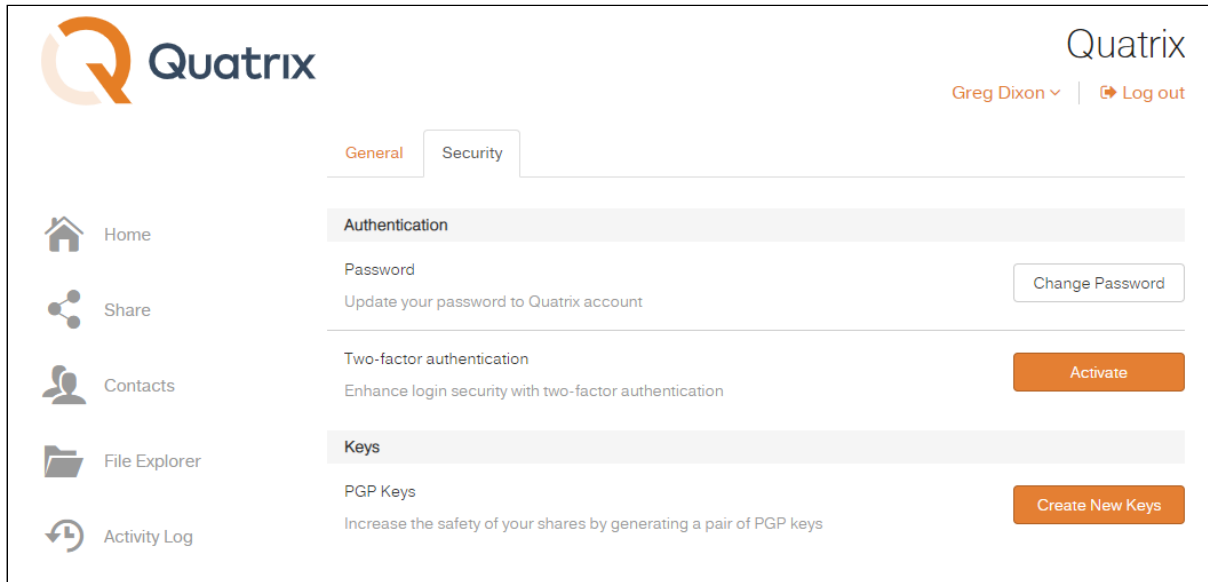 Quatrix
Quatrix
Greg Dixon
Log out
General
Security
Home
Share
Contacts
File Explorer
Activity Log
Authentication
Password
Update your password to Quatrix account
Change Password
Two-factor authentication
Enhance login security with two-factor authentication
Activate
Keys
PGP Keys
Increase the safety of your shares by generating a pair of PGP keys
Create New Keys